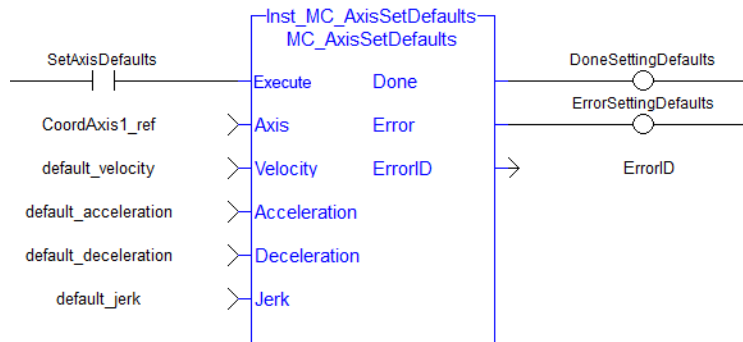 Inst_MC_AxisSetDefaults
MC_AxisSetDefaults
SetAxisDefaults
Execute
Done
DoneSettingDefaults
CoordAxis1_ref
Axis
Error
ErrorSettingDefaults
default_velocity
Velocity
ErrorID
ErrorID
default_acceleration
Acceleration
default_deceleration
Deceleration
default_jerk
Jerk